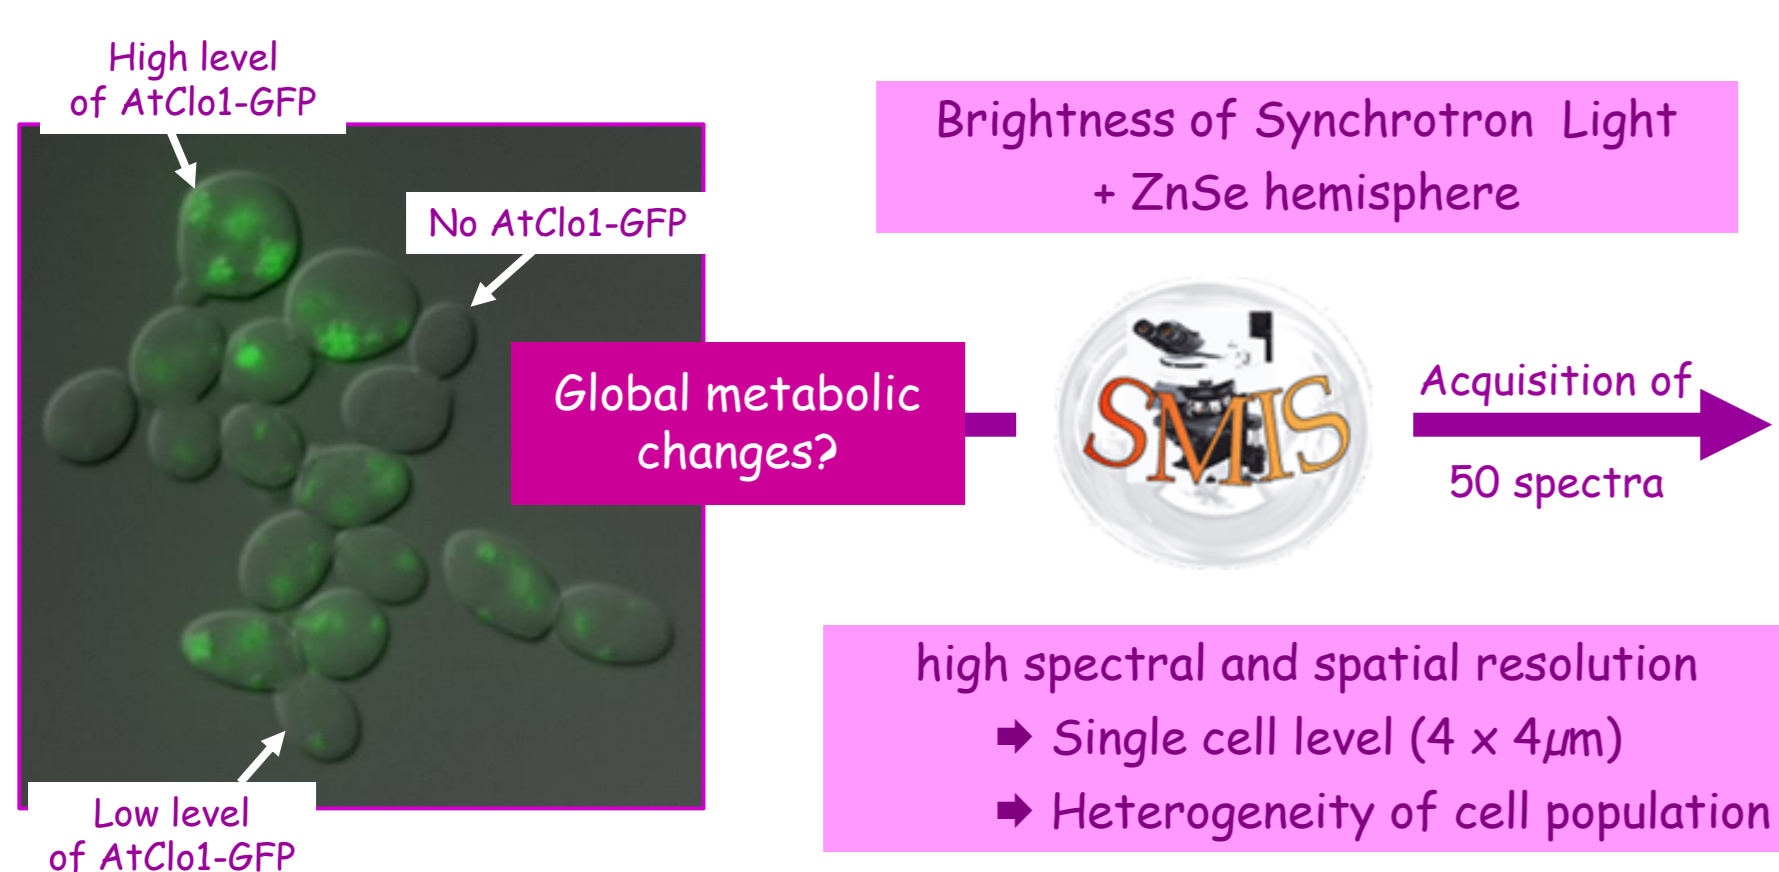 High level
of AtClo1-GFP
No AtClo1-GFP
Low level
of AtClo1-GFP
Global metabolic
changes?
Brightness of Synchrotron Light
+ ZnSe hemisphere
SMIS
Acquisition of
50 spectra
high spectral and spatial resolution
➡ Single cell level (4 x 4µm)
➡ Heterogeneity of cell population